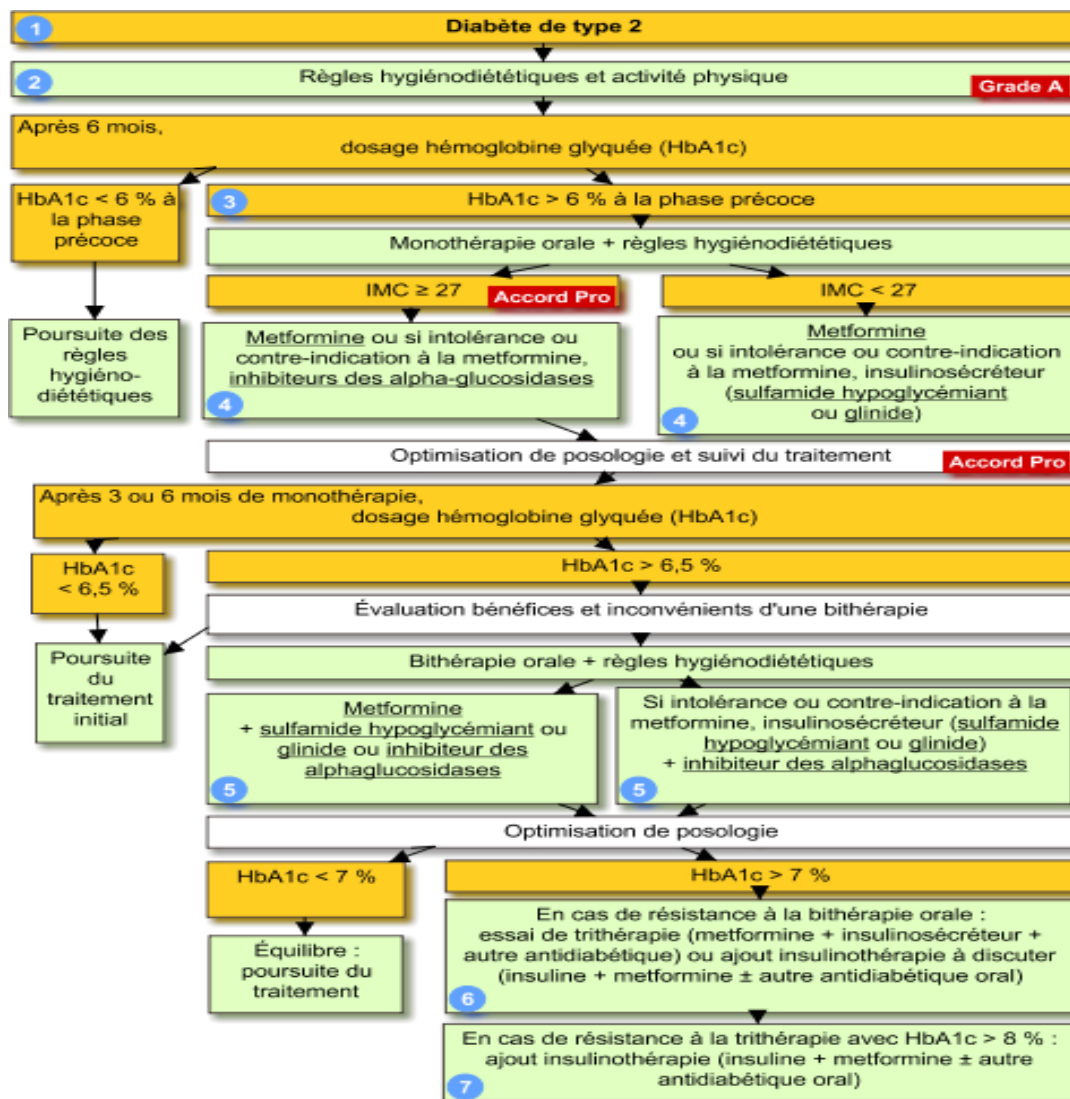 1
Diabète de type 2
2
Règles hygiénodiététiques et activité physique
Grade A
Après 6 mois,
dosage hémoglobine glyquée (HbA1c)
HbA1c < 6 % à
la phase
précoce
3
HbA1c > 6 % à la phase précoce
Monothérapie orale + règles hygiénodiététiques
IMC ≥ 27
Accord Pro
IMC < 27
Poursuite des
règles
hygiéno-
diététiques
Metformine ou si intolérance ou
contre-indication à la metformine,
inhibiteurs des alpha-glucosidases
4
Metformine
ou si intolérance ou contre-indication
à la metformine, insulinosécréteur
(sulfamide hypoglycémiant
ou glinide)
4
Optimisation de posologie et suivi du traitement
Accord Pro
Après 3 ou 6 mois de monothérapie,
dosage hémoglobine glyquée (HbA1c)
HbA1c
< 6,5 %
HbA1c > 6,5 %
Évaluation bénéfices et inconvénients d'une bithérapie
Poursuite
du
traitement
initial
Bithérapie orale + règles hygiénodiététiques
Metformine
+ sulfamide hypoglycémiant ou
glinide ou inhibiteur des
alphaglucosidases
5
Si intolérance ou contre-indication à la
metformine, insulinosécréteur (sulfamide
hypoglycémiant ou glinide)
+ inhibiteur des alphaglucosidases
5
Optimisation de posologie
HbA1c < 7 %
HbA1c > 7 %
Équilibre :
poursuite du
traitement
En cas de résistance à la bithérapie orale :
essai de trithérapie (metformine + insulinosécréteur +
autre antidiabétique) ou ajout insulinothérapie à discuter
(insuline + metformine ± autre antidiabétique oral)
6
En cas de résistance à la trithérapie avec HbA1c > 8 % :
ajout insulinothérapie (insuline + metformine ± autre
antidiabétique oral)
7